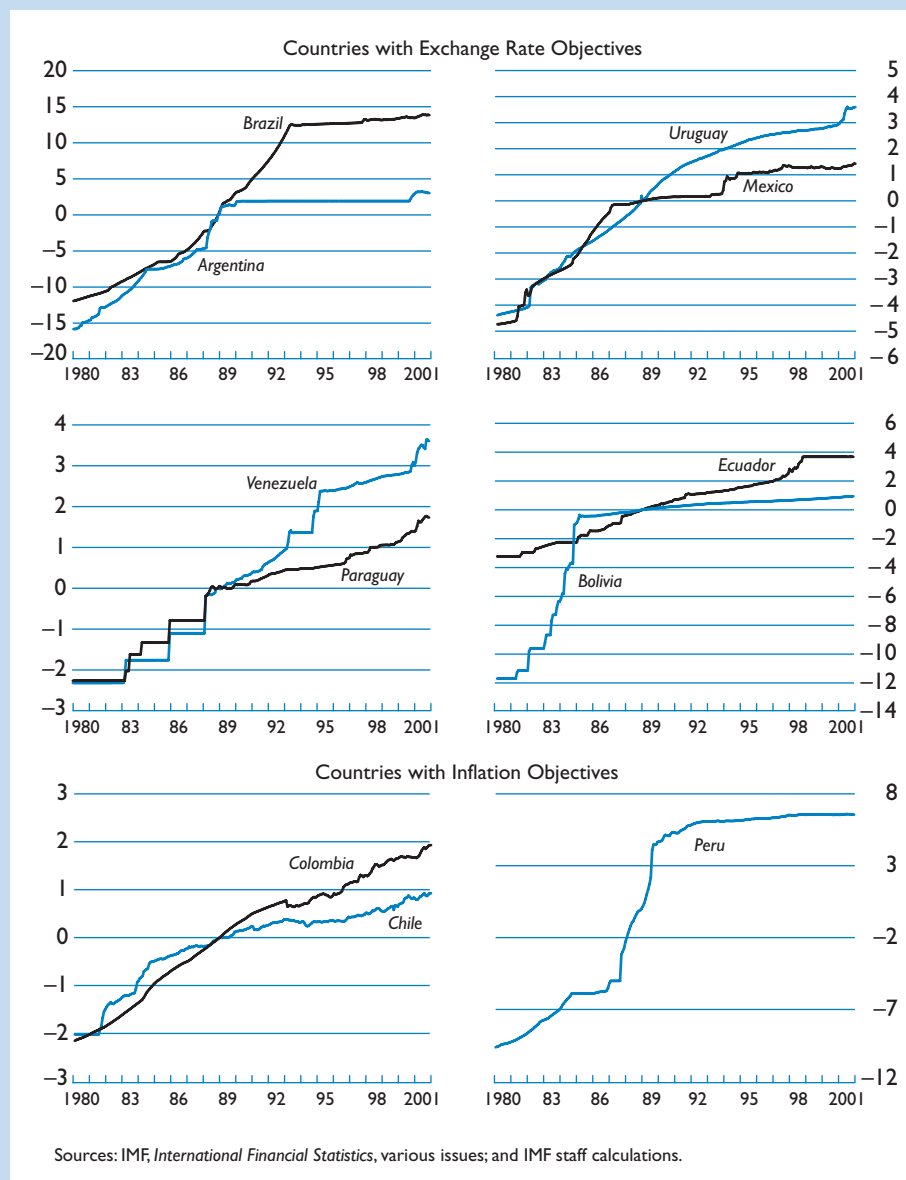 Countries with Exchange Rate Objectives
20
15
10
5
0
−5
−10
−15
−20
Brazil
Argentina
1980 83 86 89 92 95 98 2001
5
4
3
2
1
0
−1
−2
−3
−4
−5
−6
Uruguay
Mexico
1980 83 86 89 92 95 98 2001
4
3
2
1
0
−1
−2
−3
Venezuela
Paraguay
1980 83 86 89 92 95 98 2001
6
4
2
0
−2
−4
−6
−8
−10
−12
−14
Ecuador
Bolivia
1980 83 86 89 92 95 98 2001
Countries with Inflation Objectives
3
2
1
0
−1
−2
−3
Colombia
Chile
1980 83 86 89 92 95 98 2001
8
3
−2
−7
−12
Peru
1980 83 86 89 92 95 98 2001
Sources: IMF, International Financial Statistics, various issues; and IMF staff calculations.